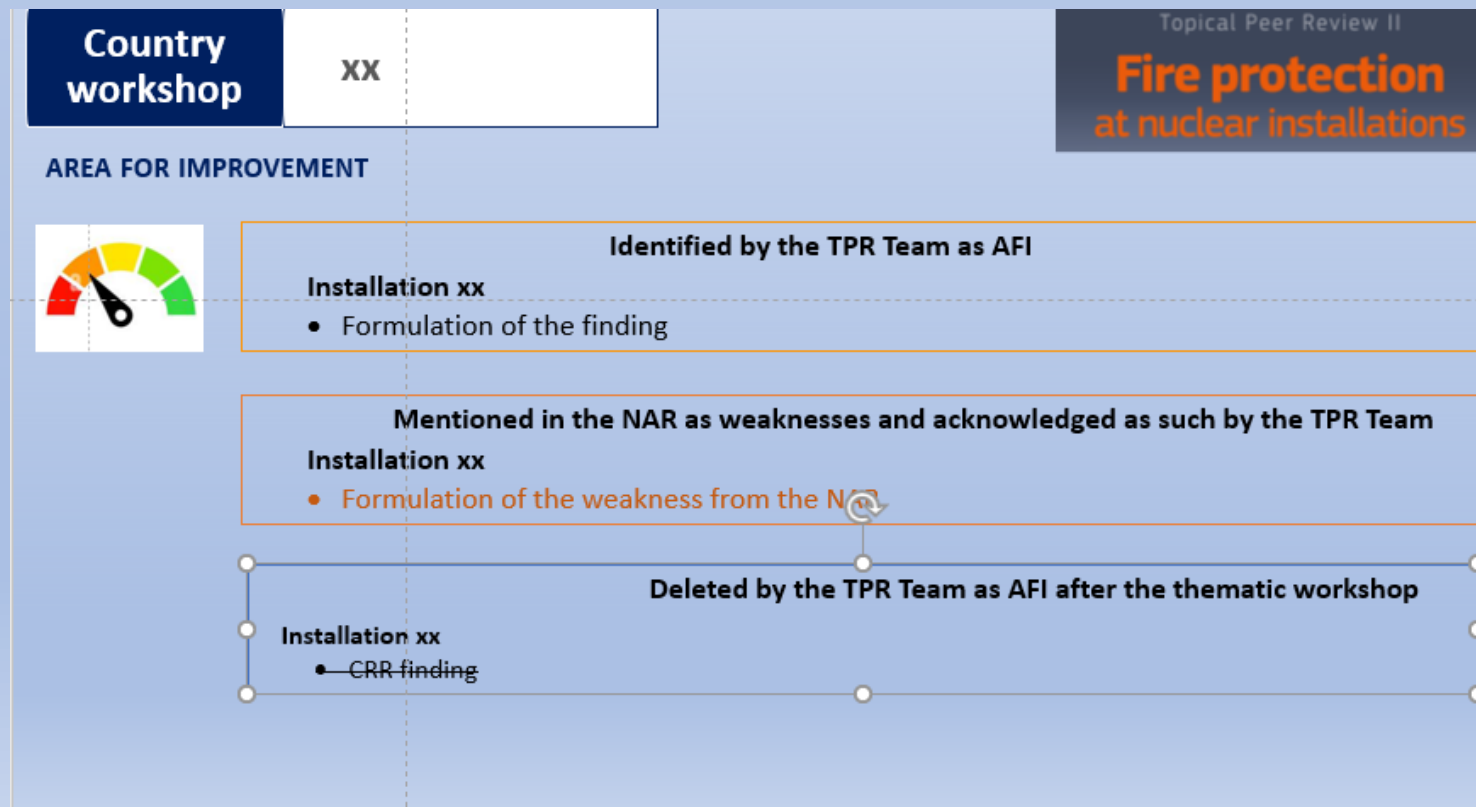 Country
workshop
xx
Topical Peer Review II
Fire protection
at nuclear installations
AREA FOR IMPROVEMENT
Identified by the TPR Team as AFI
Installation xx
• Formulation of the finding
Mentioned in the NAR as weaknesses and acknowledged as such by the TPR Team
Installation xx
• Formulation of the weakness from the NAR
Deleted by the TPR Team as AFI after the thematic workshop
Installation xx
• CRR finding